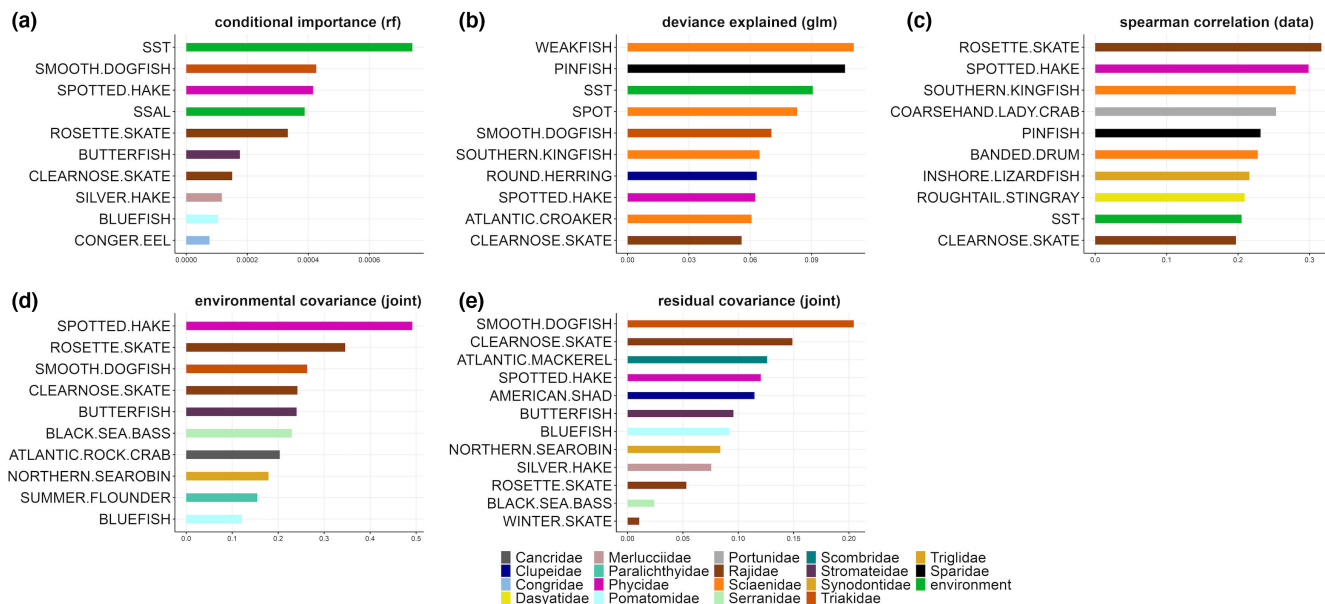 (a) conditional importance (rf)
SST
SMOOTH.DOGFISH
SPOTTED.HAKE
SSAL
ROSETTE.SKATE
BUTTERFISH
CLEARNOSE.SKATE
SILVER.HAKE
BLUEFISH
CONGER.EEL
0.0000 0.0002 0.0004 0.0006
(b) deviance explained (glm)
WEAKFISH
PINFISH
SST
SPOT
SMOOTH.DOGFISH
SOUTHERN.KINGFISH
ROUND.HERRING
SPOTTED.HAKE
ATLANTIC.CROAKER
CLEARNOSE.SKATE
0.00 0.03 0.06 0.09
(c) spearman correlation (data)
ROSETTE.SKATE
SPOTTED.HAKE
SOUTHERN.KINGFISH
COARSEHAND.LADY.CRAB
PINFISH
BANDED.DRUM
INSHORE.LIZARDFISH
ROUGHTAIL.STINGRAY
SST
CLEARNOSE.SKATE
0.0 0.1 0.2 0.3
(d) environmental covariance (joint)
SPOTTED.HAKE
ROSETTE.SKATE
SMOOTH.DOGFISH
CLEARNOSE.SKATE
BUTTERFISH
BLACK.SEA.BASS
ATLANTIC.ROCK.CRAB
NORTHERN.SEAROBIN
SUMMER.FLOUNDER
BLUEFISH
0.0 0.1 0.2 0.3 0.4 0.5
(e) residual covariance (joint)
SMOOTH.DOGFISH
CLEARNOSE.SKATE
ATLANTIC.MACKEREL
SPOTTED.HAKE
AMERICAN.SHAD
BUTTERFISH
BLUEFISH
NORTHERN.SEAROBIN
SILVER.HAKE
ROSETTE.SKATE
BLACK.SEA.BASS
WINTER.SKATE
0.00 0.05 0.10 0.15 0.20
Cancridae Merlucciidae Portunidae Scombridae Triglidae
Clupeidae Paralichthyidae Rajidae Stromateidae Sparidae
Congridae Phycidae Sciaenidae Synodontidae environment
Dasyatidae Pomatomidae Serranidae Triakidae